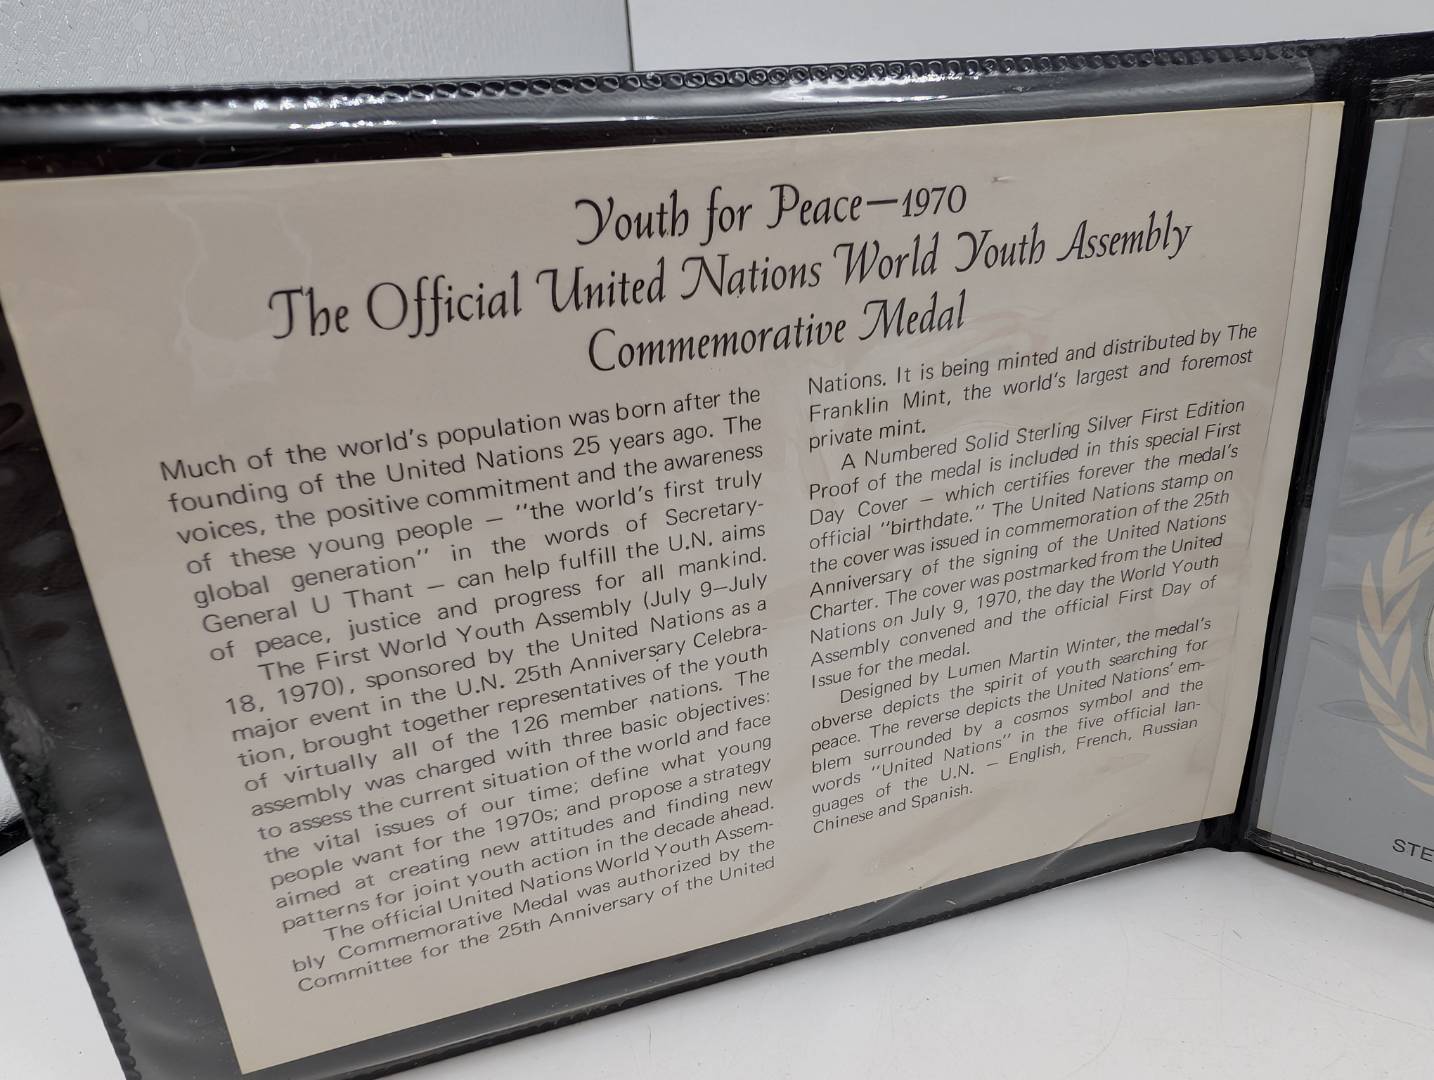 Youth for Peace—1970
The Official United Nations World Youth Assembly
Commemorative Medal
Much of the world's population was born after the
founding of the United Nations 25 years ago. The
voices, the positive commitment and the awareness
of these young people — "the world's first truly
global generation" in the words of Secretary-
General U Thant — can help fulfill the U.N. aims
of peace, justice and progress for all mankind.
The First World Youth Assembly (July 9—July
18, 1970), sponsored by the United Nations as a
major event in the U.N. 25th Anniversary Celebra-
tion, brought together representatives of the youth
of virtually all of the 126 member nations. The
assembly was charged with three basic objectives:
to assess the current situation of the world and face
the vital issues of our time; define what young
people want for the 1970s; and propose a strategy
aimed at creating new attitudes and finding new
patterns for joint youth action in the decade ahead.
The official United Nations World Youth Assem-
bly Commemorative Medal was authorized by the
Committee for the 25th Anniversary of the United
Nations. It is being minted and distributed by The
Franklin Mint, the world's largest and foremost
private mint.
A Numbered Solid Sterling Silver First Edition
Proof of the medal is included in this special First
Day Cover — which certifies forever the medal's
official "birthdate." The United Nations stamp on
the cover was issued in commemoration of the 25th
Anniversary of the signing of the United Nations
Charter. The cover was postmarked from the United
Nations on July 9, 1970, the day the World Youth
Assembly convened and the official First Day of
Issue for the medal.
Designed by Lumen Martin Winter, the medal's
obverse depicts the spirit of youth searching for
peace. The reverse depicts the United Nations' em-
blem surrounded by a cosmos symbol and the
words "United Nations" in the five official lan-
guages of the U.N. — English, French, Russian
Chinese and Spanish.
STE